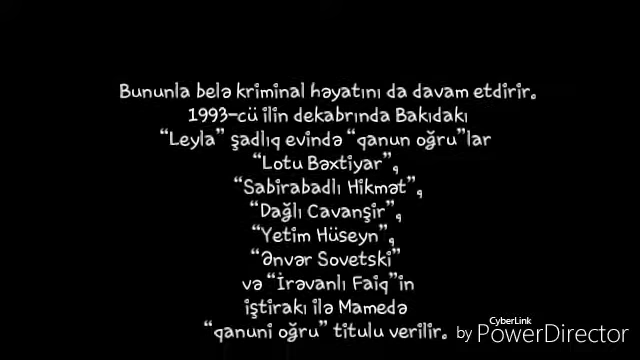 Bununla belə kriminal həyatını da davam etdirir.
1993-cü ilin dekabrında Bakıdakı
“Leyla” şadlıq evində “qanun oğru”lar
“Lotu Bəxtiyar”,
“Sabirabadlı Hikmət”,
“Dağlı Cavanşir”,
“Yetim Hüseyn”,
“Ənvər Sovetski”
və “İrəvanlı Faiq”in
iştirakı ilə Mamedə
“qanuni oğru” titulu verilir.
CyberLink
by PowerDirector